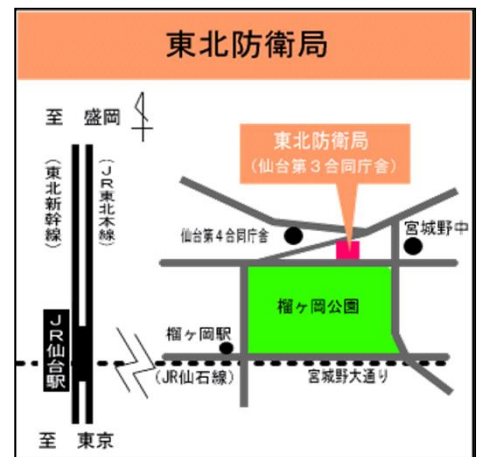 東北防衛局
至 盛岡
東北防衛局
(仙台第3合同庁舎)
(東北新幹線)
(JR東北本線)
仙台第4合同庁舎
宮城野中
榴ヶ岡公園
JR仙台駅
榴ヶ岡駅
(JR仙石線)
宮城野大通り
至 東京